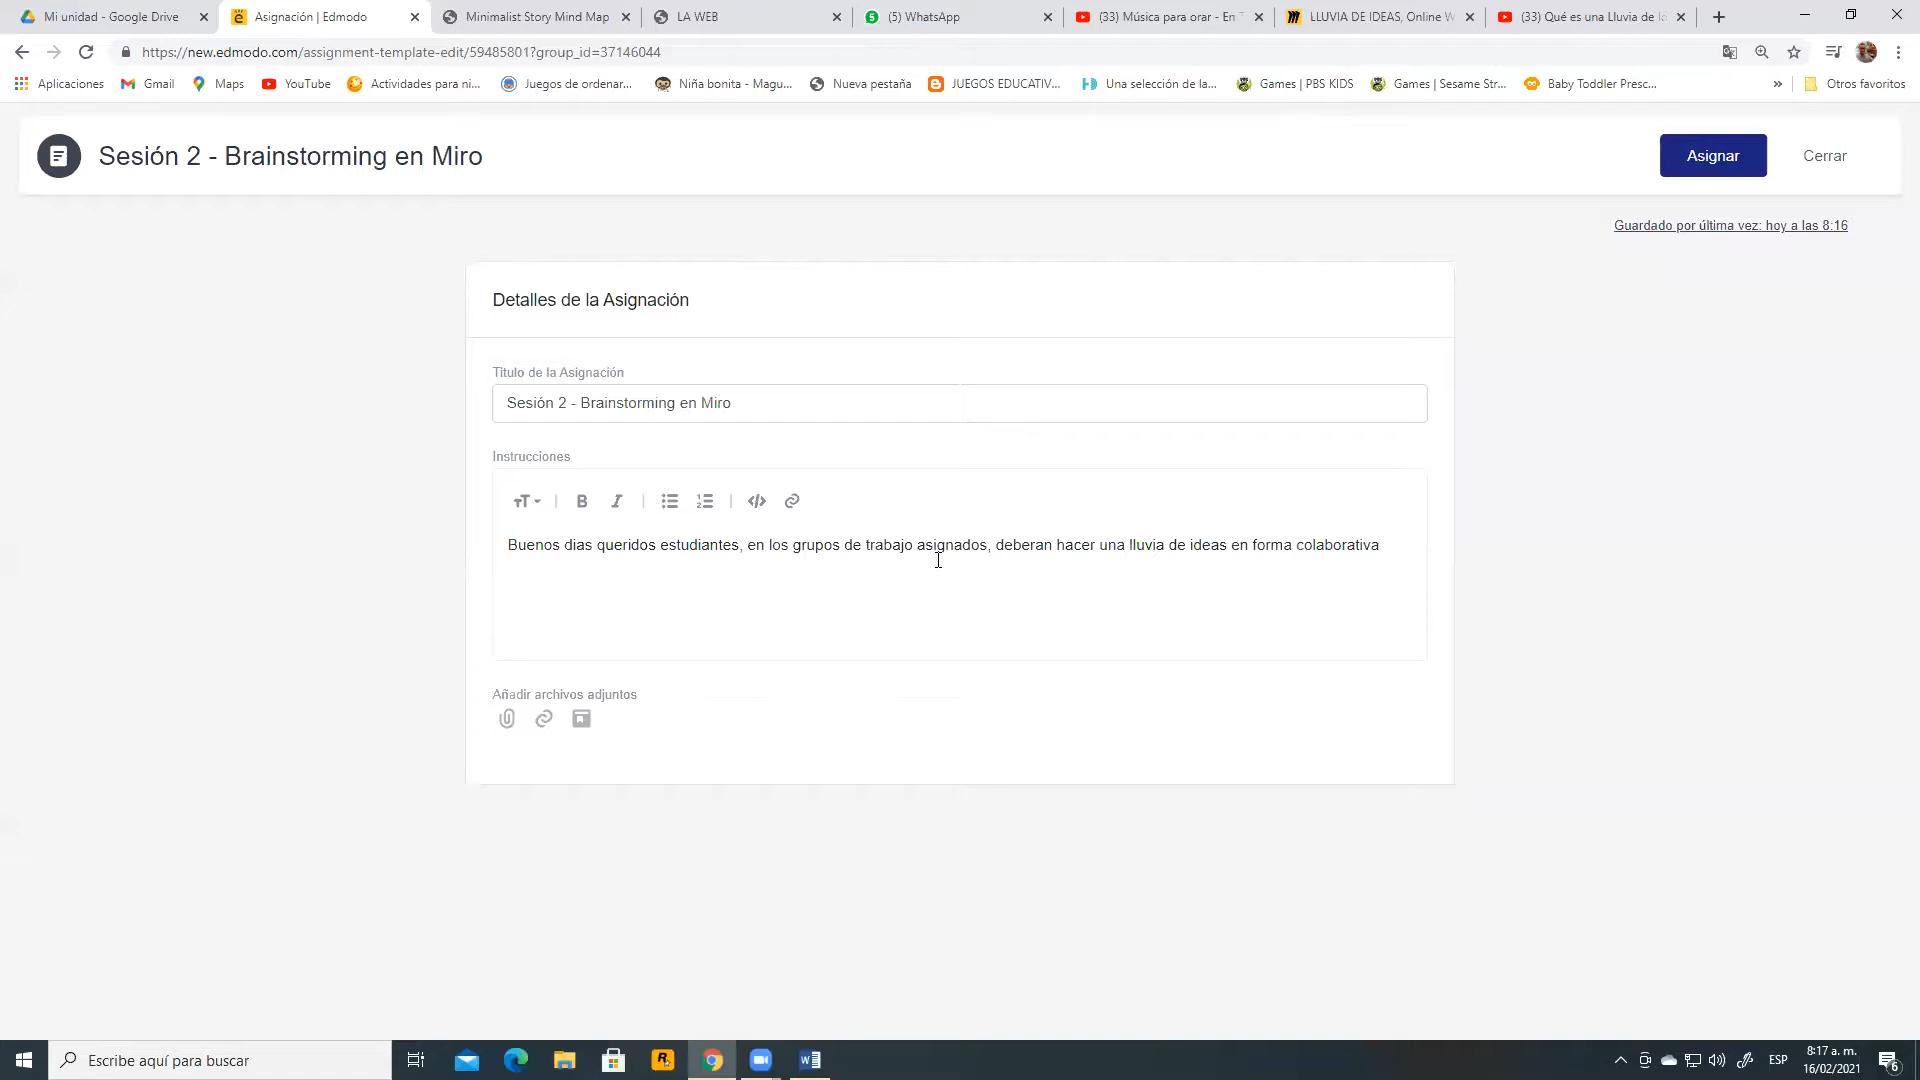 Mi unidad - Google Drive
Asignación | Edmodo
Minimalist Story Mind Map
LA WEB
(5) WhatsApp
(33) Música para orar - En T
LLUVIA DE IDEAS, Online W
(33) Qué es una Lluvia de Id
https://new.edmodo.com/assignment-template-edit/59485801?group_id=37146044
Aplicaciones
Gmail
Maps
YouTube
Actividades para ni...
Juegos de ordenar...
Niña bonita - Magu...
Nueva pestaña
JUEGOS EDUCATIV...
Una selección de la...
Games | PBS KIDS
Games | Sesame Str...
Baby Toddler Presc...
»
Otros favoritos
Sesión 2 - Brainstorming en Miro
Asignar
Cerrar
Guardado por última vez: hoy a las 8:16
Detalles de la Asignación
Título de la Asignación
Sesión 2 - Brainstorming en Miro
Instrucciones
Buenos dias queridos estudiantes, en los grupos de trabajo asignados, deberan hacer una lluvia de ideas en forma colaborativa
Añadir archivos adjuntos
Escribe aquí para buscar
ESP
8:17 a. m.
16/02/2021
6